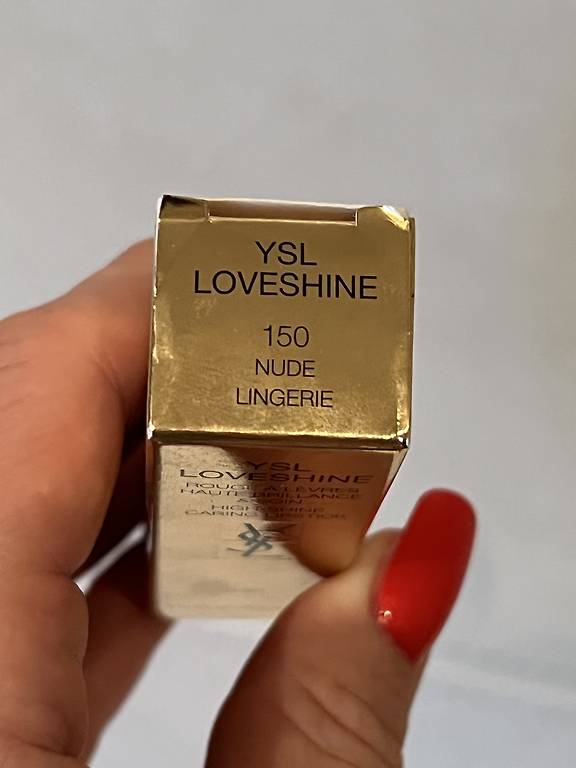 YSL
LOVESHINE
150
NUDE
LINGERIE
YSL
LOVESHINE
ROUGE À LÈVRES
HAUTE BRILLANCE
& SOIN
HIGH-SHINE
CARING LIPSTICK